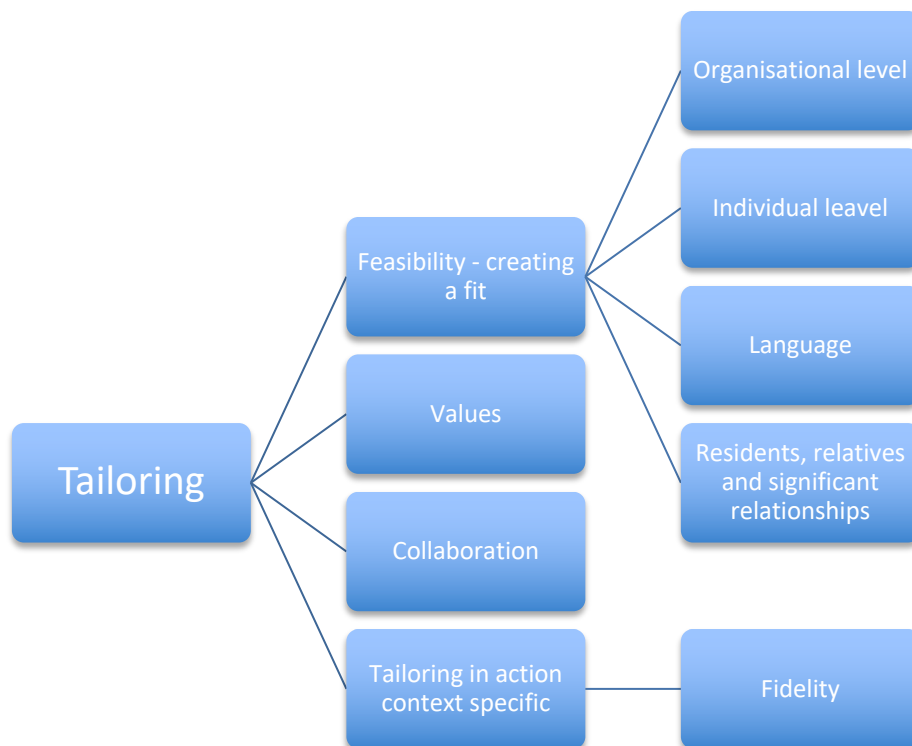 Tailoring
Feasibility - creating
a fit
Values
Collaboration
Tailoring in action
context specific
Organisational level
Individual leavel
Language
Residents, relatives
and significant
relationships
Fidelity